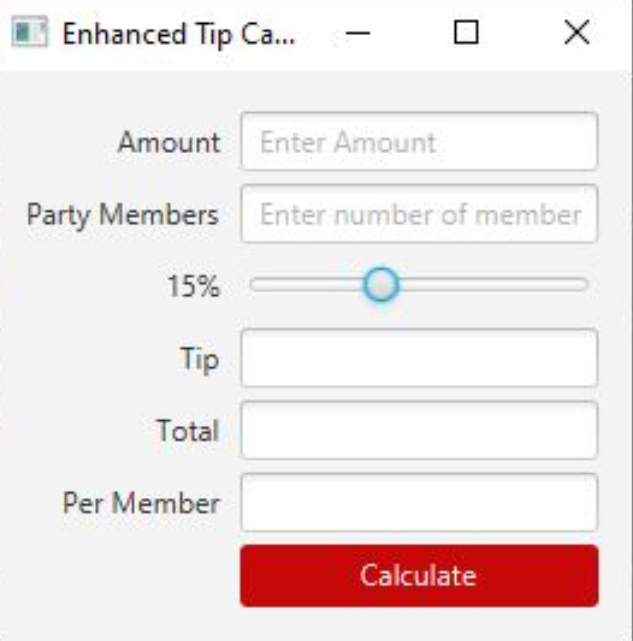 Enhanced Tip Ca...
Amount Enter Amount
Party Members Enter number of member
15%
Tip
Total
Per Member
Calculate